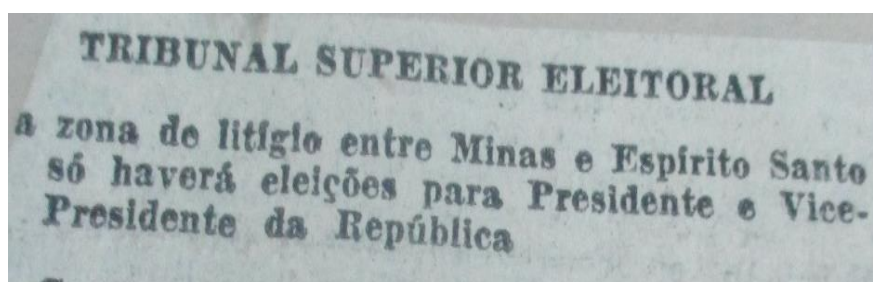 TRIBUNAL SUPERIOR ELEITORAL
a zona de litígio entre Minas e Espírito Santo
só haverá eleições para Presidente e Vice-
Presidente da República